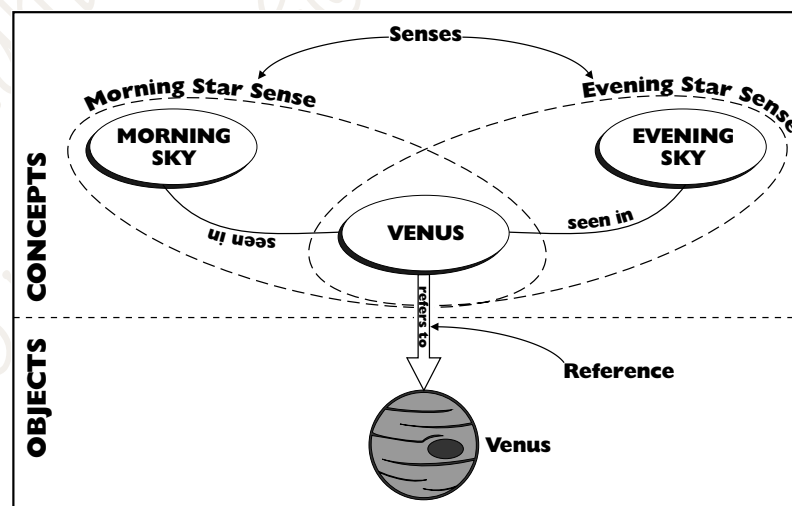 Senses
Morning Star Sense
Evening Star Sense
MORNING
SKY
EVENING
SKY
VENUS
seen in
seen in
CONCEPTS
refers to
Reference
OBJECTS
Venus